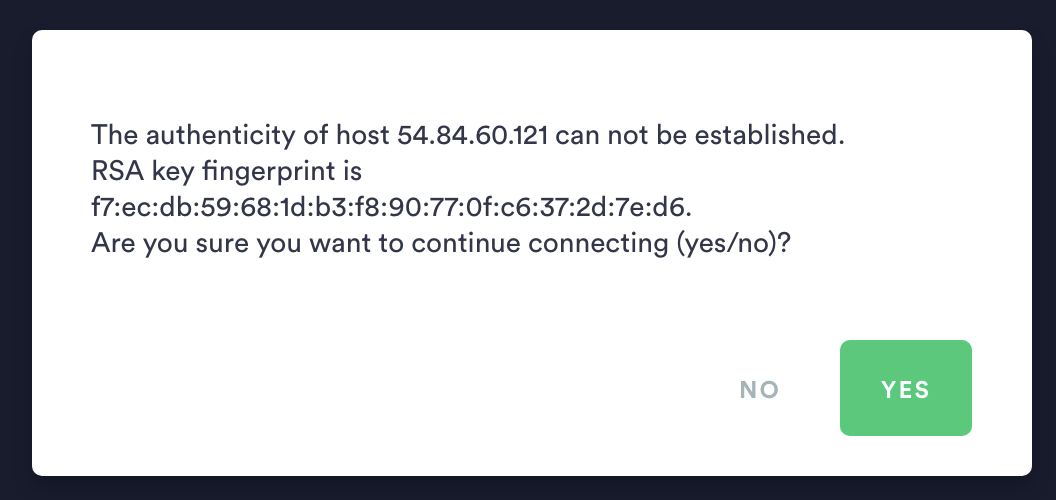 The authenticity of host 54.84.60.121 can not be established.
RSA key fingerprint is
f7:ec:db:59:68:1d:b3:f8:90:77:0f:c6:37:2d:7e:d6.
Are you sure you want to continue connecting (yes/no)?
NO
YES